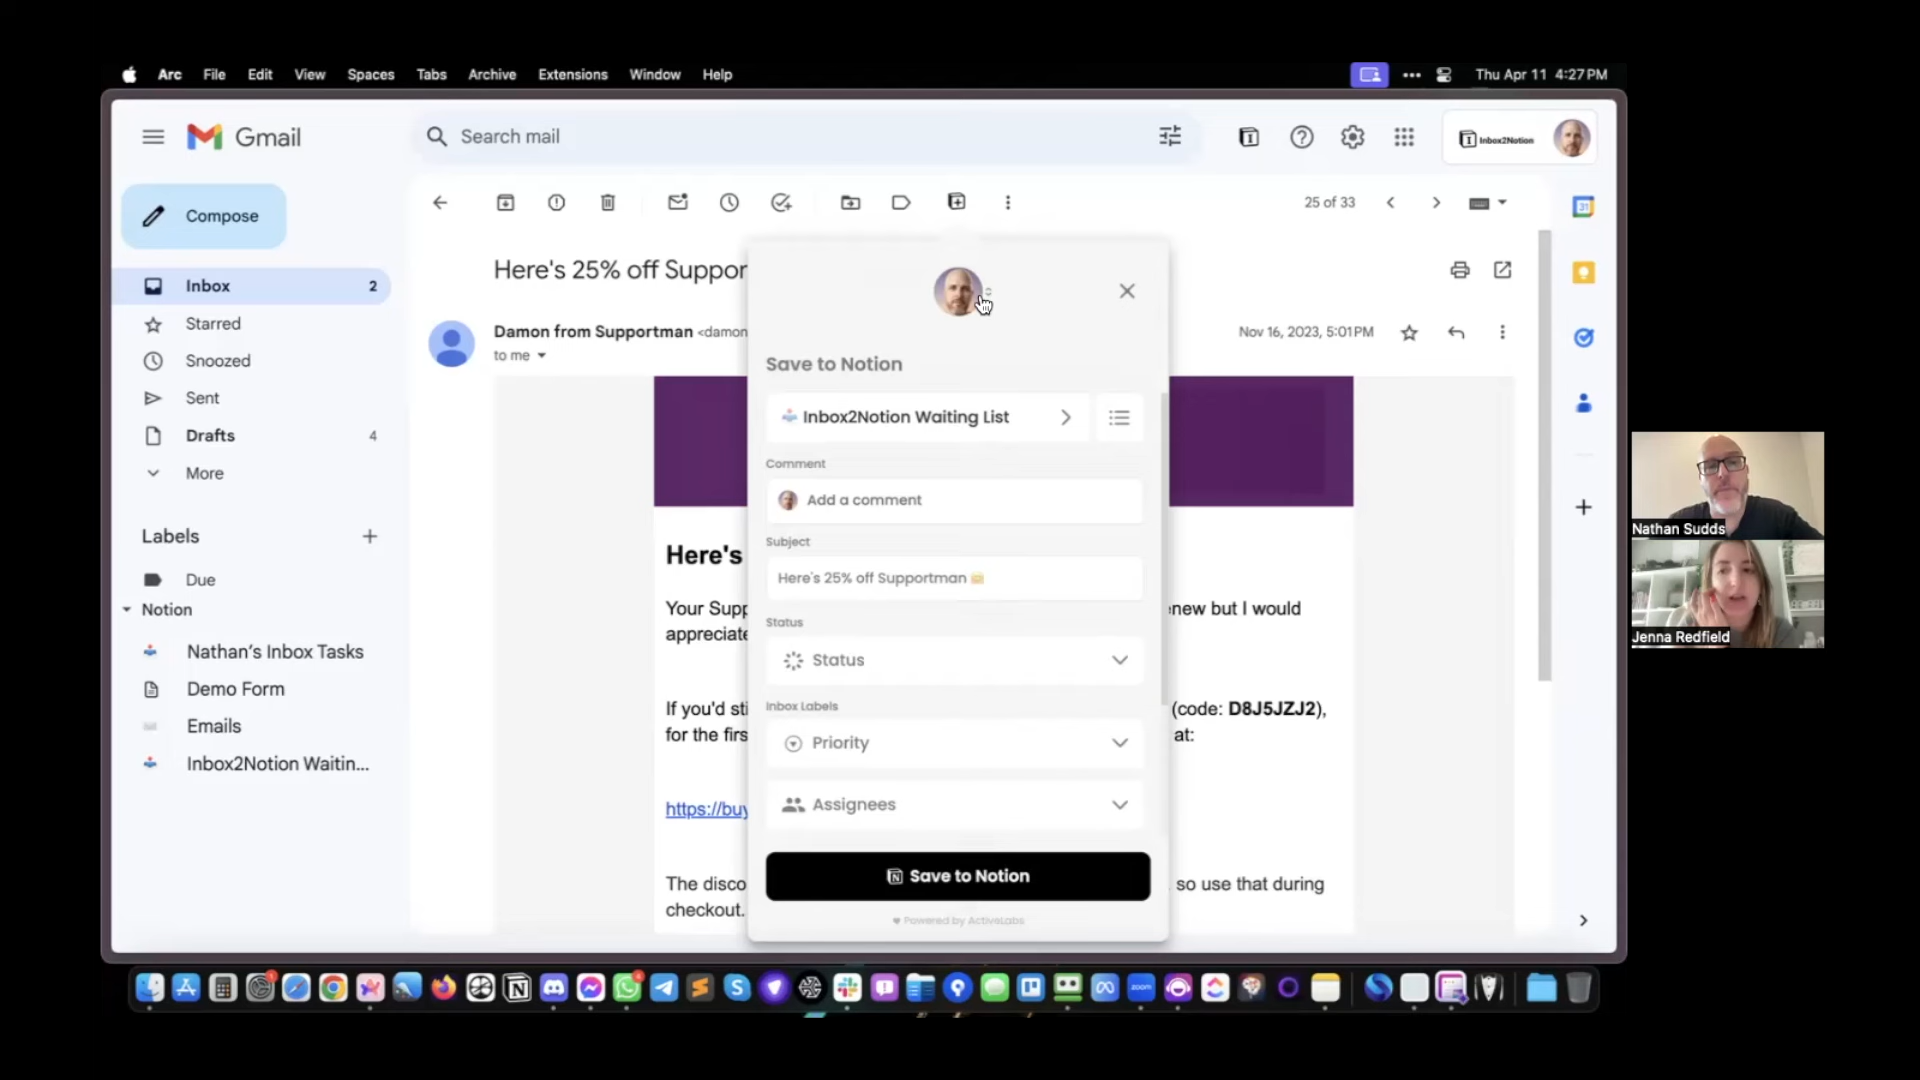 Arc File Edit View Spaces Tabs Archive Extensions Window Help
Thu Apr 11 4:27 PM
Gmail
Search mail
Inbox2Notion
Compose
25 of 33
Inbox 2
Starred
Snoozed
Sent
Drafts 4
More
Labels
Due
Notion
Nathan's Inbox Tasks
Demo Form
Emails
Inbox2Notion Waitin...
Here's 25% off Suppor
Damon from Supportman <damon
Nov 16, 2023, 5:01 PM
to me
Here's
Your Supp
new but I would
appreciate
If you'd sti
(code: D8J5JZJ2),
for the firs
at:
https://buy
The disco
so use that during
checkout.
Save to Notion
Inbox2Notion Waiting List
Comment
Add a comment
Subject
Here's 25% off Supportman
Status
Status
Inbox Labels
Priority
Assignees
Save to Notion
Powered by ActiveLabs
Nathan Sudds
Jenna Redfield
zoom